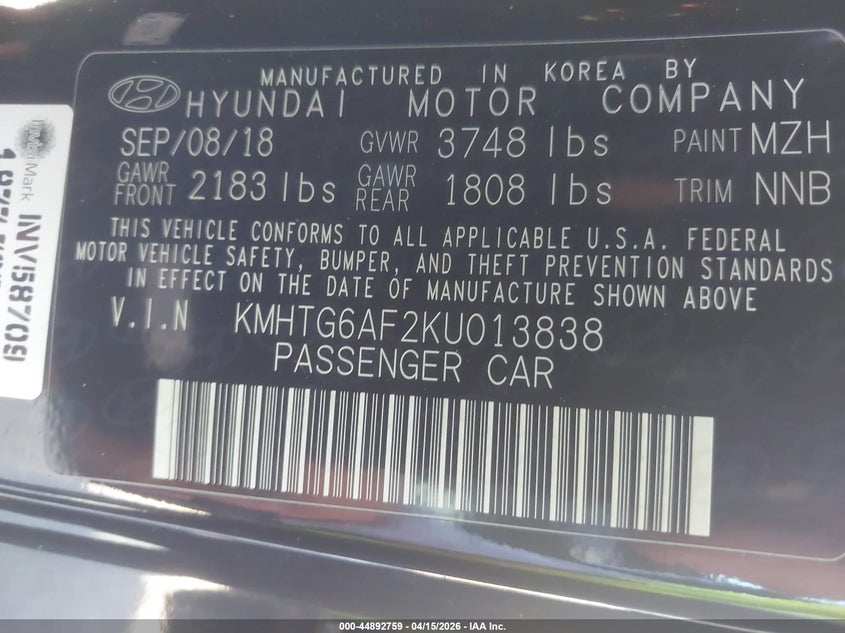 MANUFACTURED IN KOREA BY
HYUNDAI MOTOR COMPANY
SEP/08/18 GVWR 3748 lbs PAINT MZH
GAWR FRONT 2183 lbs GAWR REAR 1808 lbs TRIM NNB
THIS VEHICLE CONFORMS TO ALL APPLICABLE U.S.A. FEDERAL
MOTOR VEHICLE SAFETY, BUMPER, AND THEFT PREVENTION STANDARDS
IN EFFECT ON THE DATE OF MANUFACTURE SHOWN ABOVE
V.I.N KMHTG6AF2KU013838
PASSENGER CAR
INV58709
000-44892759 - 04/15/2026 - IAA Inc.